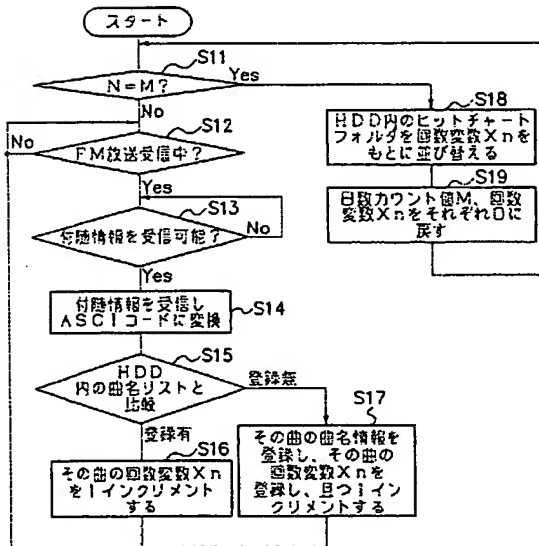 スタート
S11
N=M?
Yes
No
S18
HDD内のヒットチャート
フォルダを回数変数Xnを
もとに並び替える
S12
No
FM放送受信中?
Yes
S19
日数カウント値M、回数
変数Xnをそれぞれ0に
戻す
S13
付随情報を受信可能?
No
Yes
S14
付随情報を受信し
ASCIコードに変換
S15
HDD
内の曲名リストと
比較
登録無
登録有
S16
その曲の回数変数Xn
を1インクリメント
する
S17
その曲の曲名情報を
登録し、その曲の
回数変数Xnを
登録し、且つ1イン
クリメントする